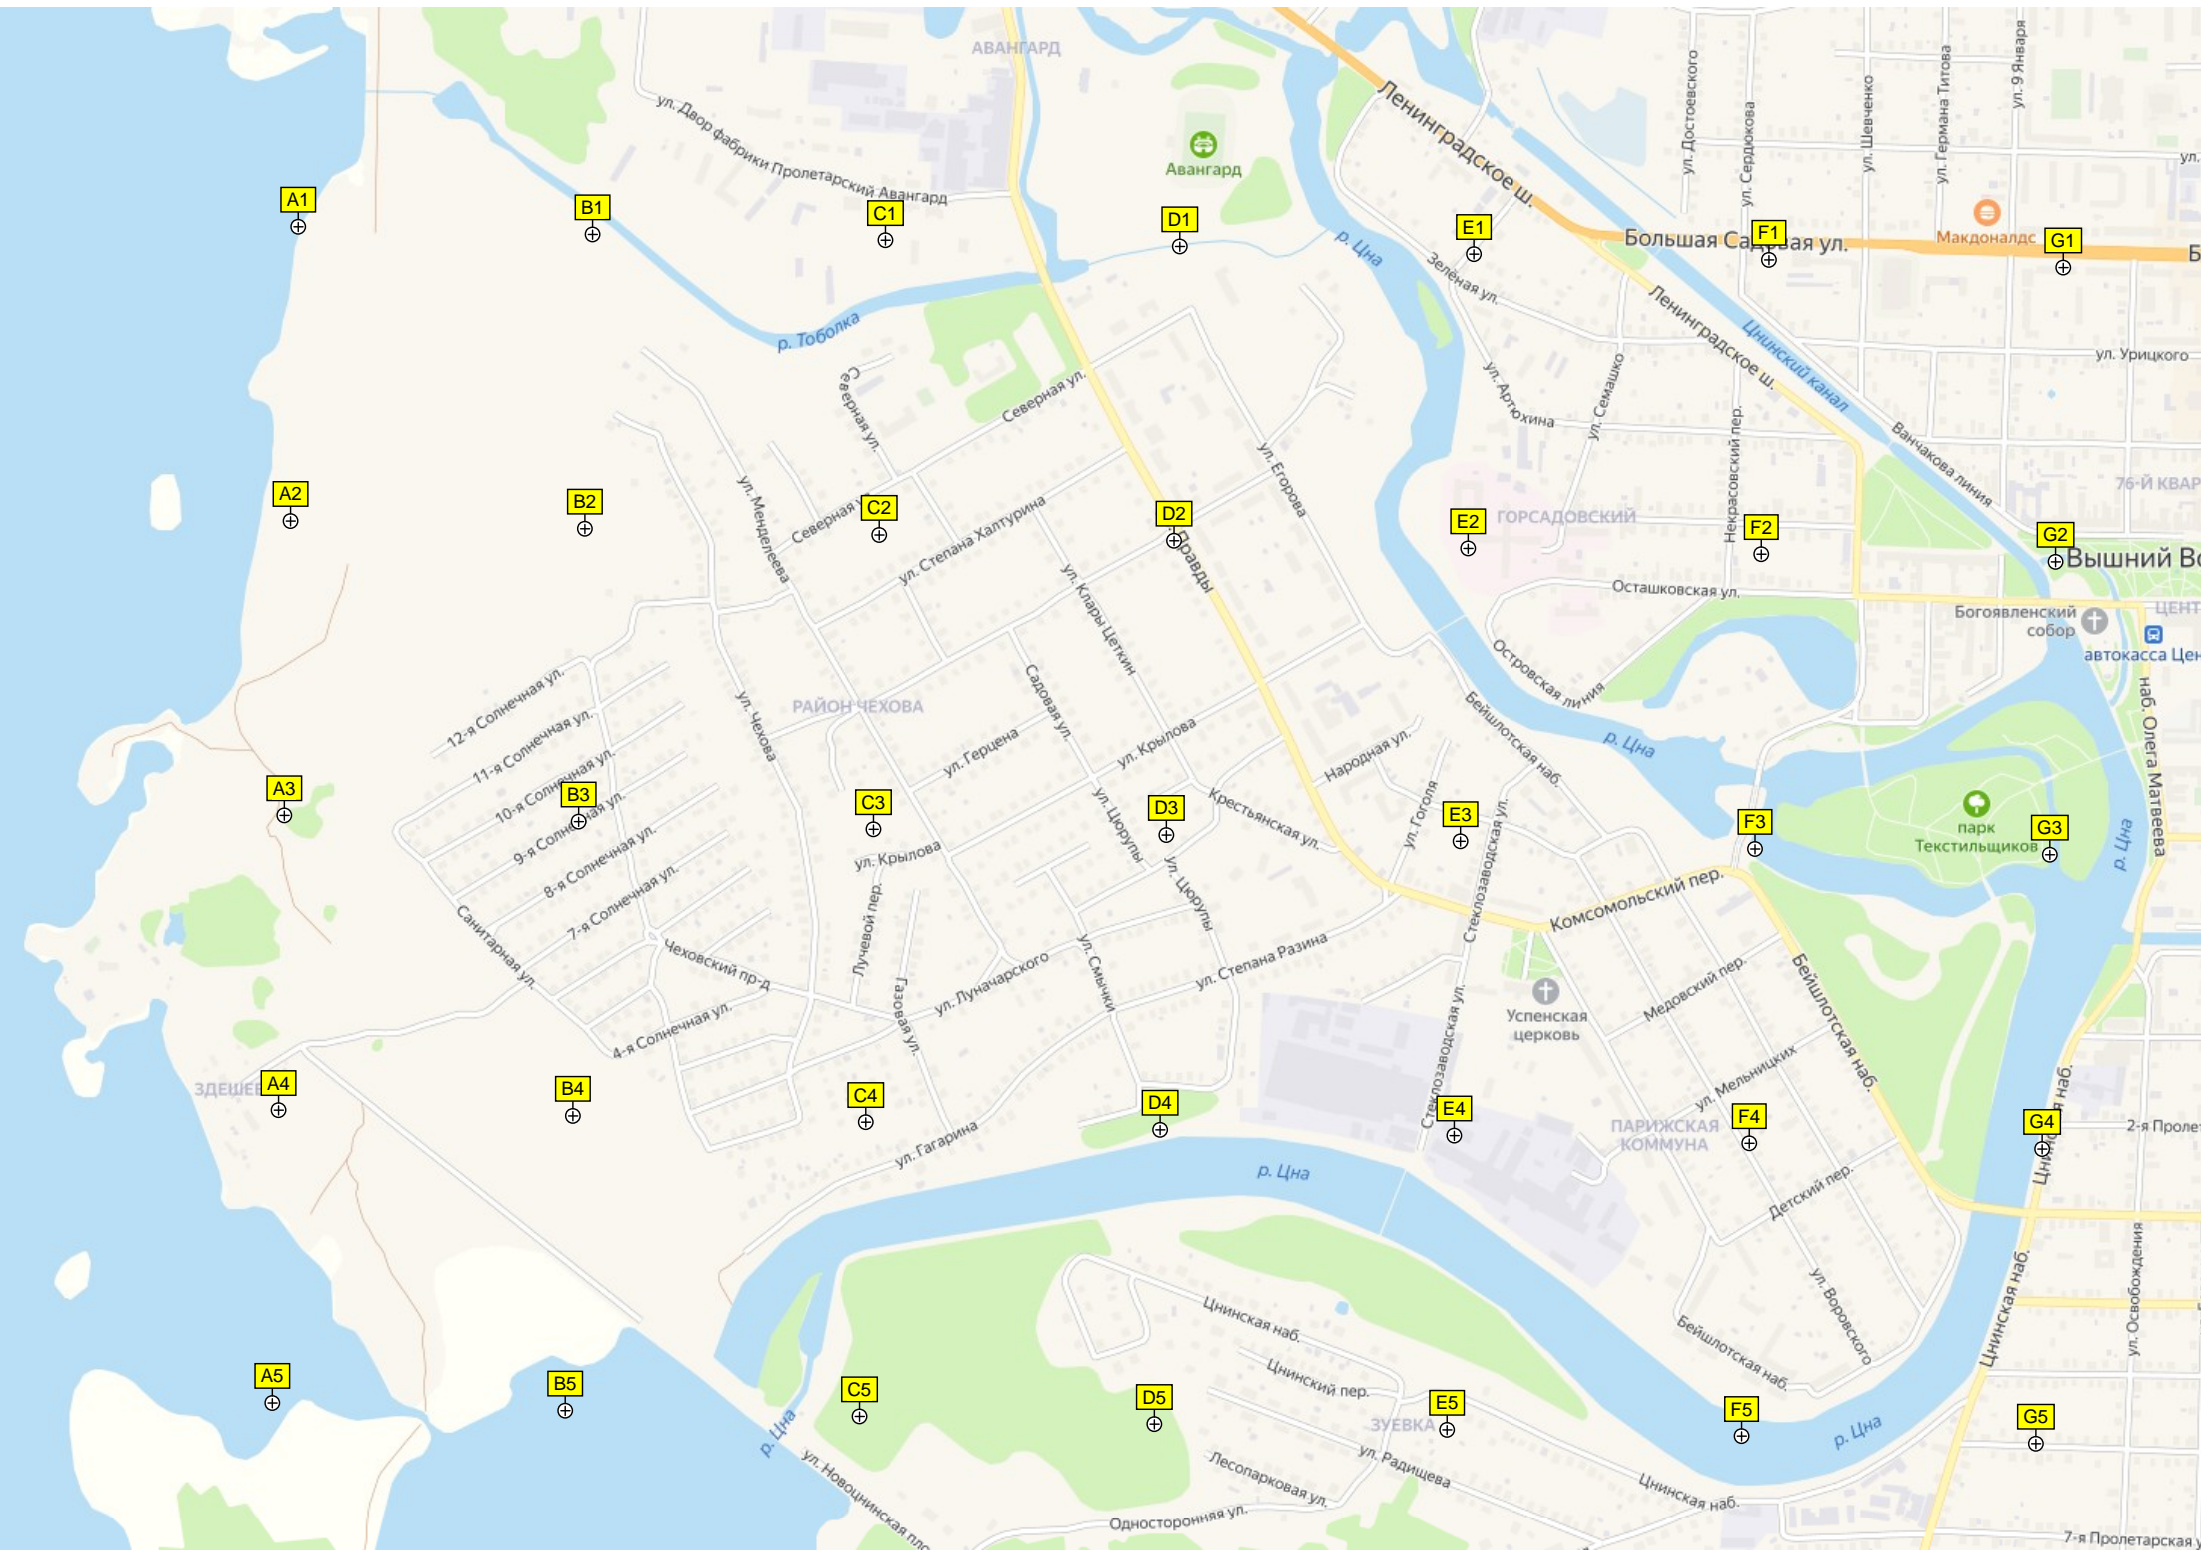 АВАНГАРД
ул. Двор фабрики Пролетарский Авангард
Авангард
Ленинградское ш.
ул. Достоевского
ул. Сердюкова
ул. Шевченко
ул. Германа Титова
ул. 9 Января
ул.
A1
B1
C1
D1
E1
F1
G1
Макдоналдс
Большая Садовая ул.
Б
р. Цна
Зелёная ул.
Ленинградское ш.
Цнинский канал
ул. Урицкого
р. Тоболка
Северная ул.
Северная ул.
ул. Артюхина
ул. Семашко
Некрасовский пер.
Ванчакова линия
76-Й КВАР
ул. Егорова
ул. Менделеева
A2
B2
C2
D2
E2
F2
G2
Северная ул.
ул. Степана Халтурина
Правды
ГОРСАДОВСКИЙ
Вышний Во
ул. Клары Цеткин
Осташковская ул.
Богоявленский
собор
ЦЕНТ
автокасса Цен
Островская линия
12-я Солнечная ул.
11-я Солнечная ул.
10-я Солнечная ул.
9-я Солнечная ул.
8-я Солнечная ул.
7-я Солнечная ул.
ул. Чехова
РАЙОН ЧЕХОВА
Садовая ул.
ул. Герцена
ул. Крылова
Народная ул.
Бейшлотская наб.
р. Цна
наб. Олега Матвеева
A3
B3
C3
D3
E3
F3
G3
ул. Цюрупы
Крестьянская ул.
ул. Гоголя
Стеклозаводская ул.
парк
Текстильщиков
р. Цна
ул. Крылова
Лучевой пер.
ул. Цюрупы
Комсомольский пер.
Санитарная ул.
Чеховский пр-д
Газовая ул.
ул. Луначарского
ул. Смычки
ул. Степана Разина
Медовский пер.
Бейшлотская наб.
Успенская
церковь
4-я Солнечная ул.
Стеклозаводская ул.
ул. Мельницких
ЗДЕШЕВ
A4
B4
C4
D4
E4
F4
G4
Цнинская наб.
ПАРИЖСКАЯ
КОММУНА
2-я Пролет
ул. Гагарина
р. Цна
Детский пер.
ул. Воровского
Цнинская наб.
ул. Освобождения
Цнинская наб.
Цнинский пер.
Бейшлотская наб.
A5
B5
C5
D5
E5
F5
G5
ЗУЕВКА
р. Цна
р. Цна
ул. Новоцнинская пло
ул. Радищева
Лесопарковая ул.
Цнинская наб.
Односторонняя ул.
7-я Пролетарская у